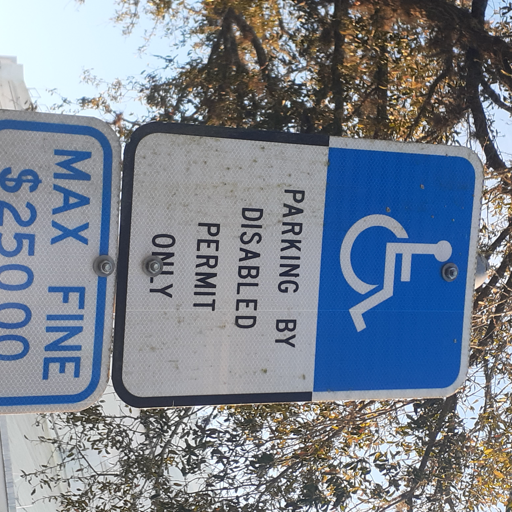 PARKING BY
DISABLED
PERMIT
ONLY
MAX FINE
$250.00